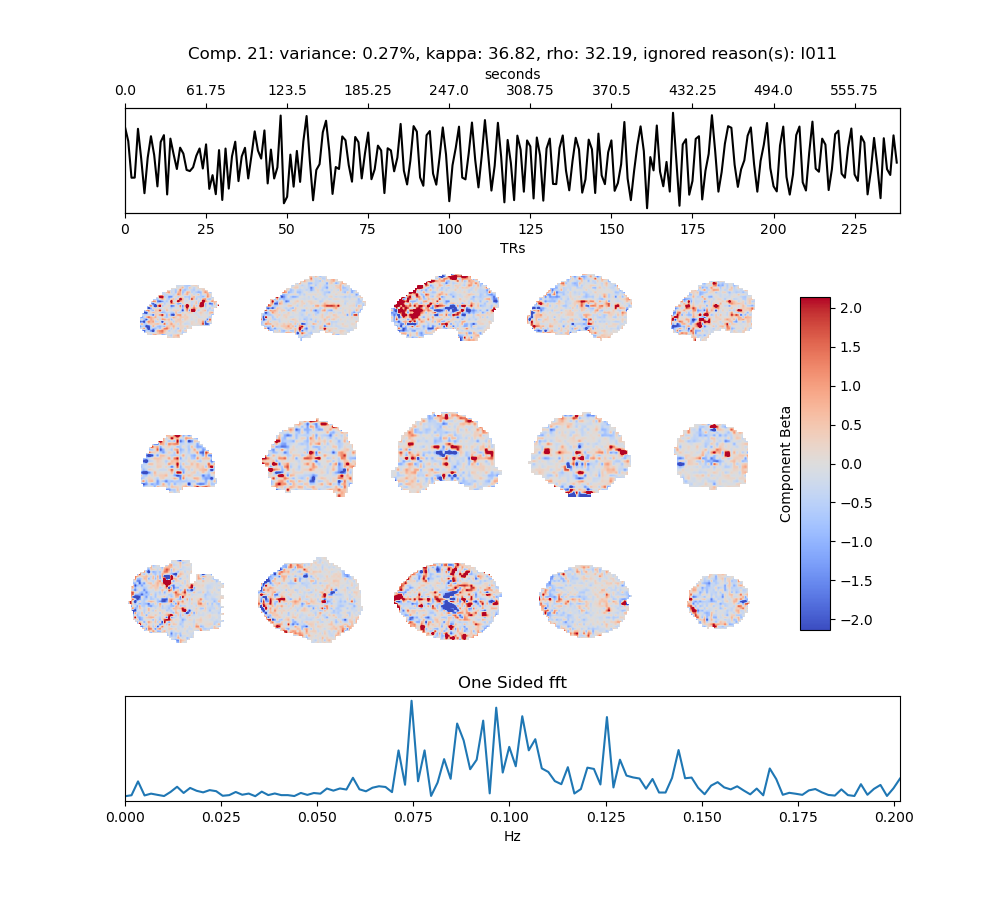 Comp. 21: variance: 0.27%, kappa: 36.82, rho: 32.19, ignored reason(s): I011
seconds
0.0 61.75 123.5 185.25 247.0 308.75 370.5 432.25 494.0 555.75
0 25 50 75 100 125 150 175 200 225
TRs
2.0
1.5
1.0
0.5
0.0
−0.5
−1.0
−1.5
−2.0
Component Beta
One Sided fft
0.000 0.025 0.050 0.075 0.100 0.125 0.150 0.175 0.200
Hz